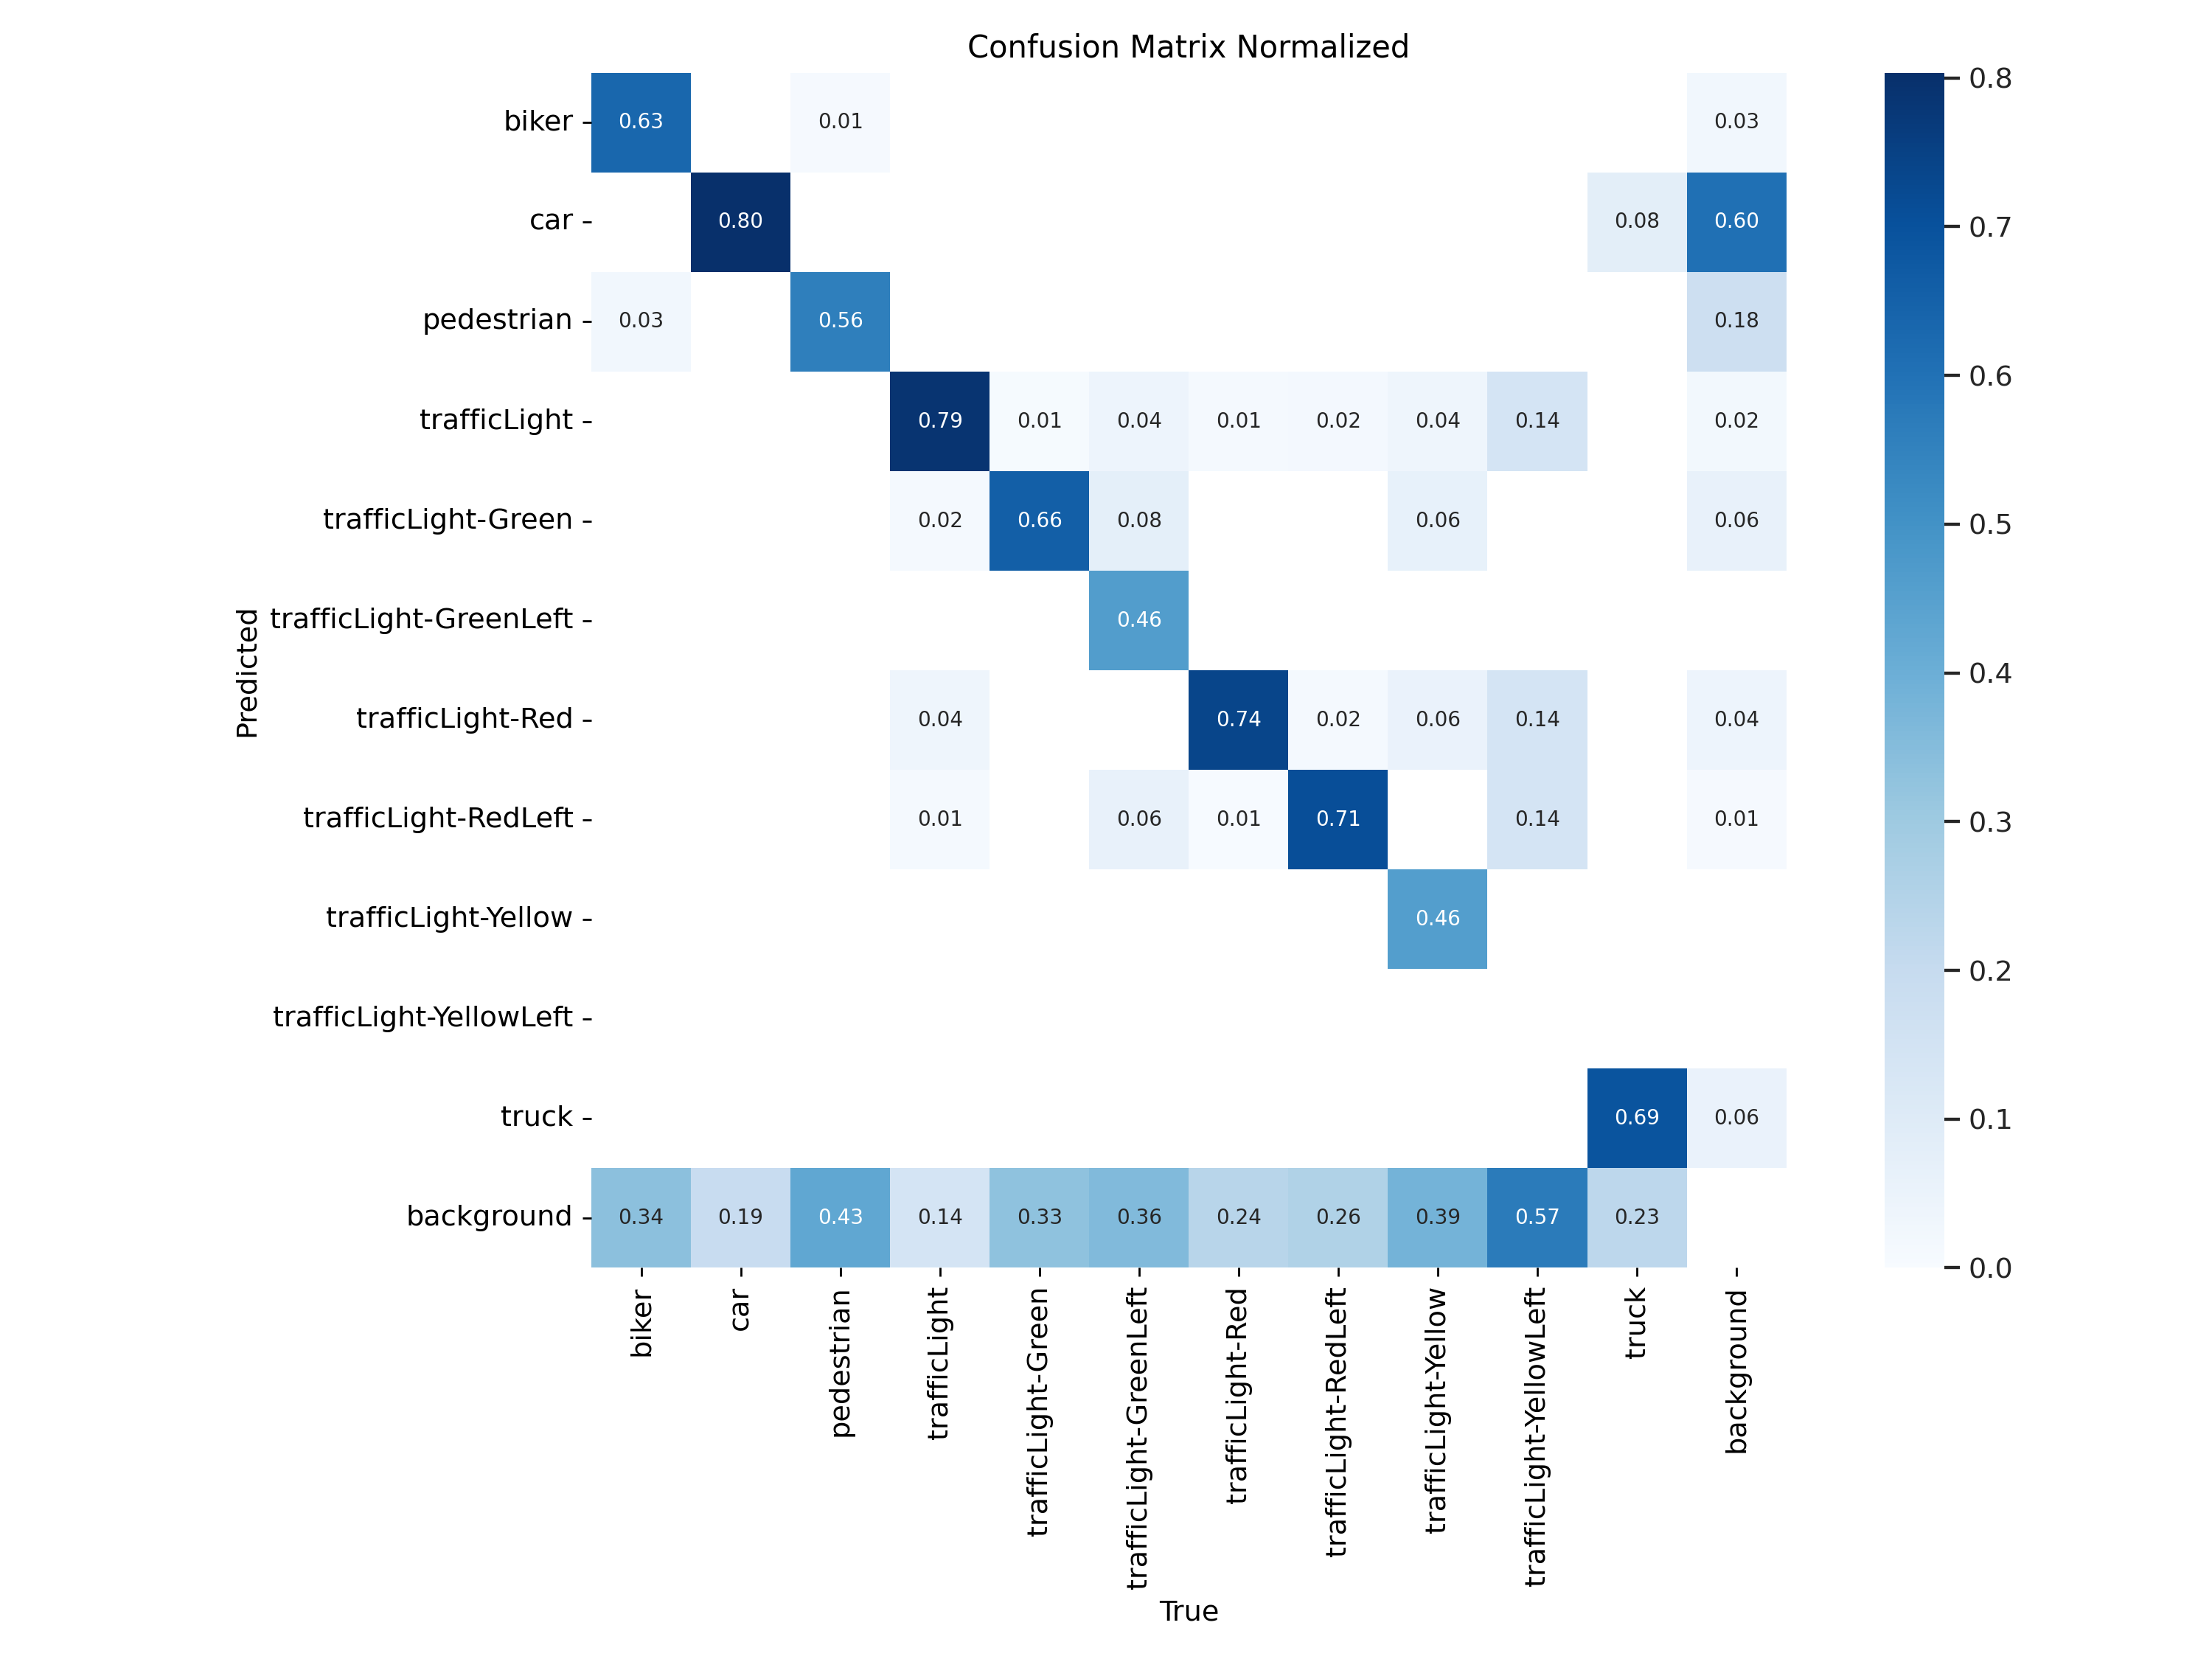 Confusion Matrix Normalized
biker 0.63 0.01 0.03
car 0.80 0.08 0.60
pedestrian 0.03 0.56 0.18
trafficLight 0.79 0.01 0.04 0.01 0.02 0.04 0.14 0.02
trafficLight-Green 0.02 0.66 0.08 0.06 0.06
trafficLight-GreenLeft 0.46
trafficLight-Red 0.04 0.74 0.02 0.06 0.14 0.04
trafficLight-RedLeft 0.01 0.06 0.01 0.71 0.14 0.01
trafficLight-Yellow 0.46
trafficLight-YellowLeft
truck 0.69 0.06
background 0.34 0.19 0.43 0.14 0.33 0.36 0.24 0.26 0.39 0.57 0.23
Predicted
biker
car
pedestrian
trafficLight
trafficLight-Green
trafficLight-GreenLeft
trafficLight-Red
trafficLight-RedLeft
trafficLight-Yellow
trafficLight-YellowLeft
truck
background
True
0.8
0.7
0.6
0.5
0.4
0.3
0.2
0.1
0.0